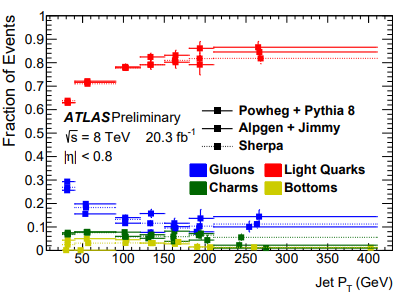 Fraction of Events
1
0.9
0.8
0.7
0.6
0.5
0.4
0.3
0.2
0.1
0
ATLAS Preliminary
√s = 8 TeV 20.3 fb⁻¹
|η| < 0.8
Powheg + Pythia 8
Alpgen + Jimmy
Sherpa
Gluons Light Quarks
Charms Bottoms
50 100 150 200 250 300 350 400
Jet P_T (GeV)